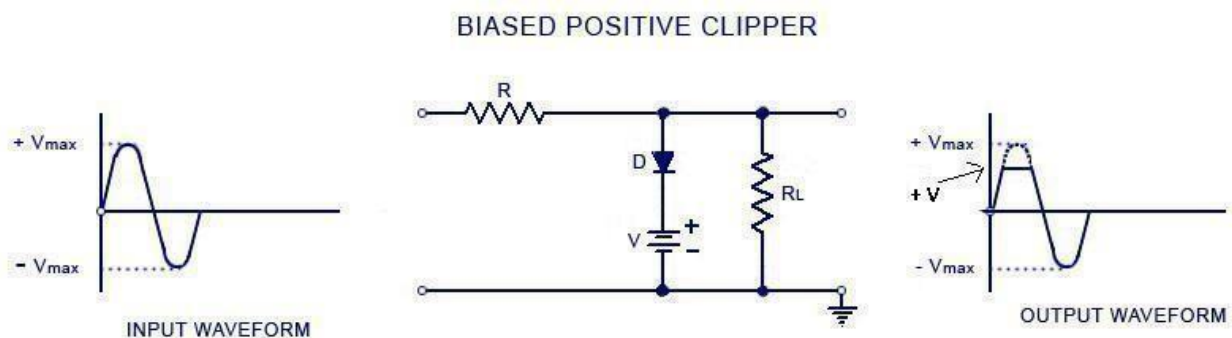 BIASED POSITIVE CLIPPER
+ Vmax
- Vmax
INPUT WAVEFORM
R
D
V
+
-
RL
+ Vmax
+ V
- Vmax
OUTPUT WAVEFORM